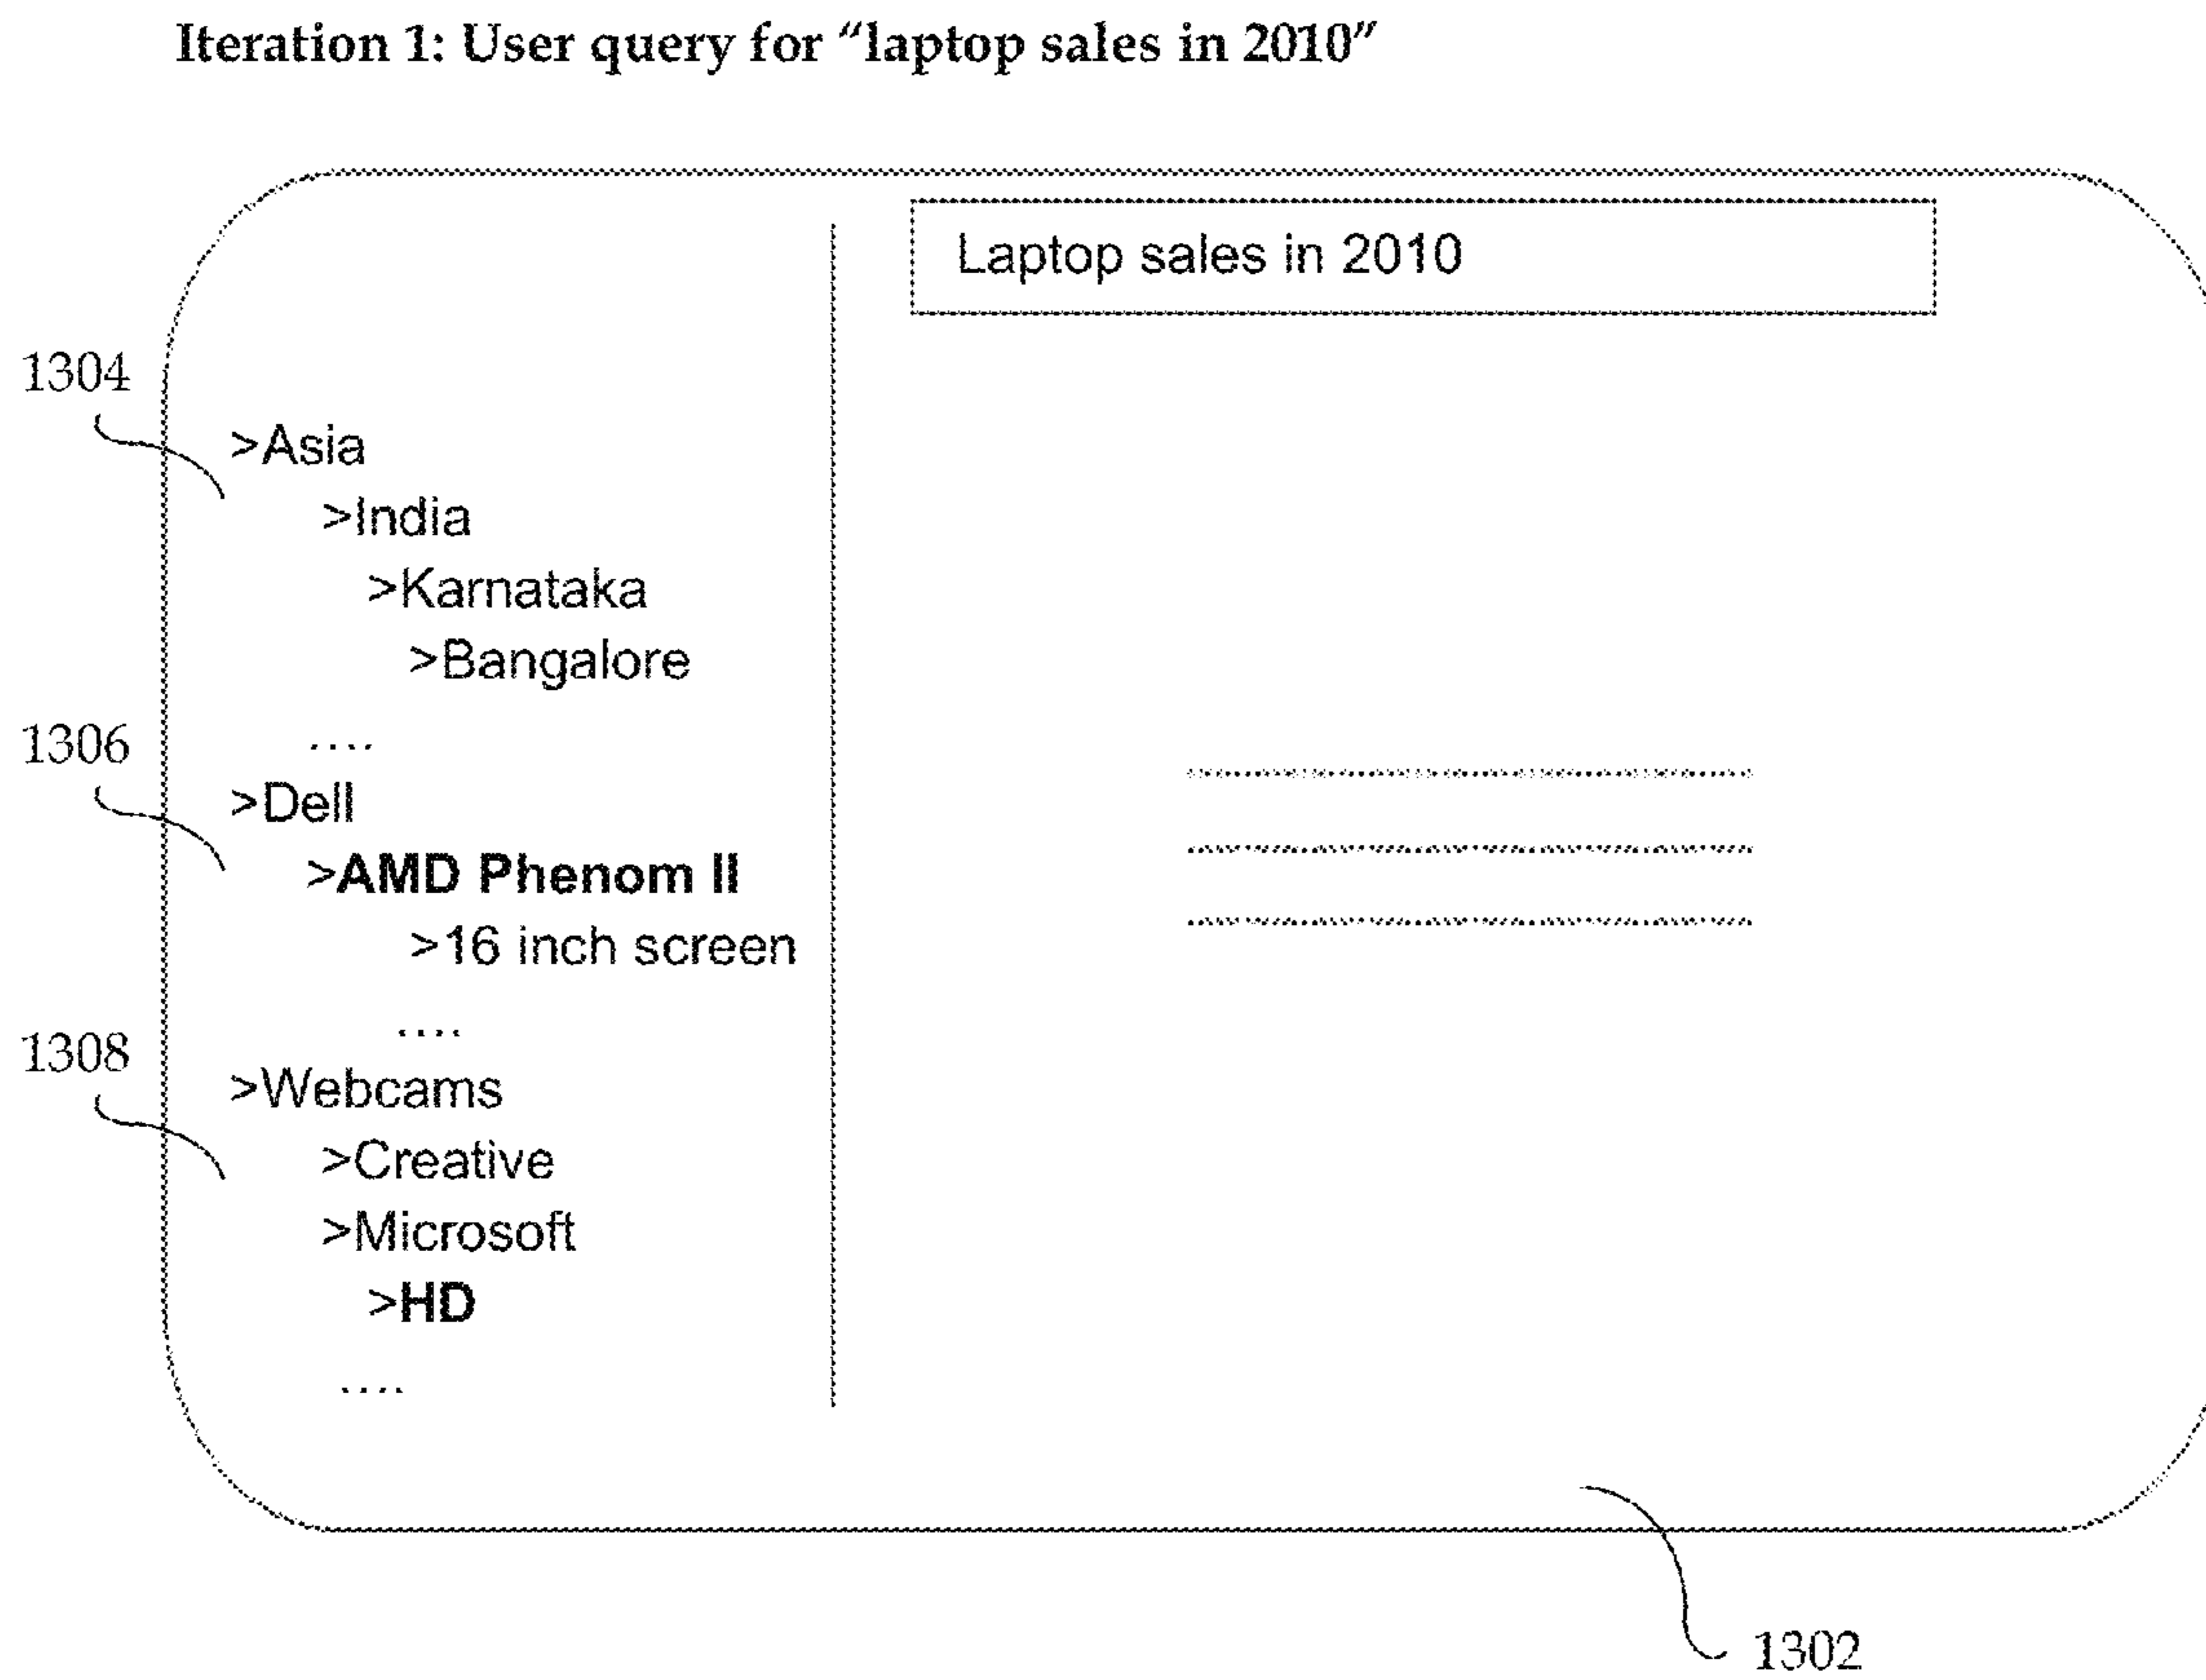 Iteration 1: User query for “laptop sales in 2010”
Laptop sales in 2010
1304
>Asia
>India
>Karnataka
>Bangalore
....
1306
>Dell
>AMD Phenom II
>16 inch screen
....
1308
>Webcams
>Creative
>Microsoft
>HD
....
1302